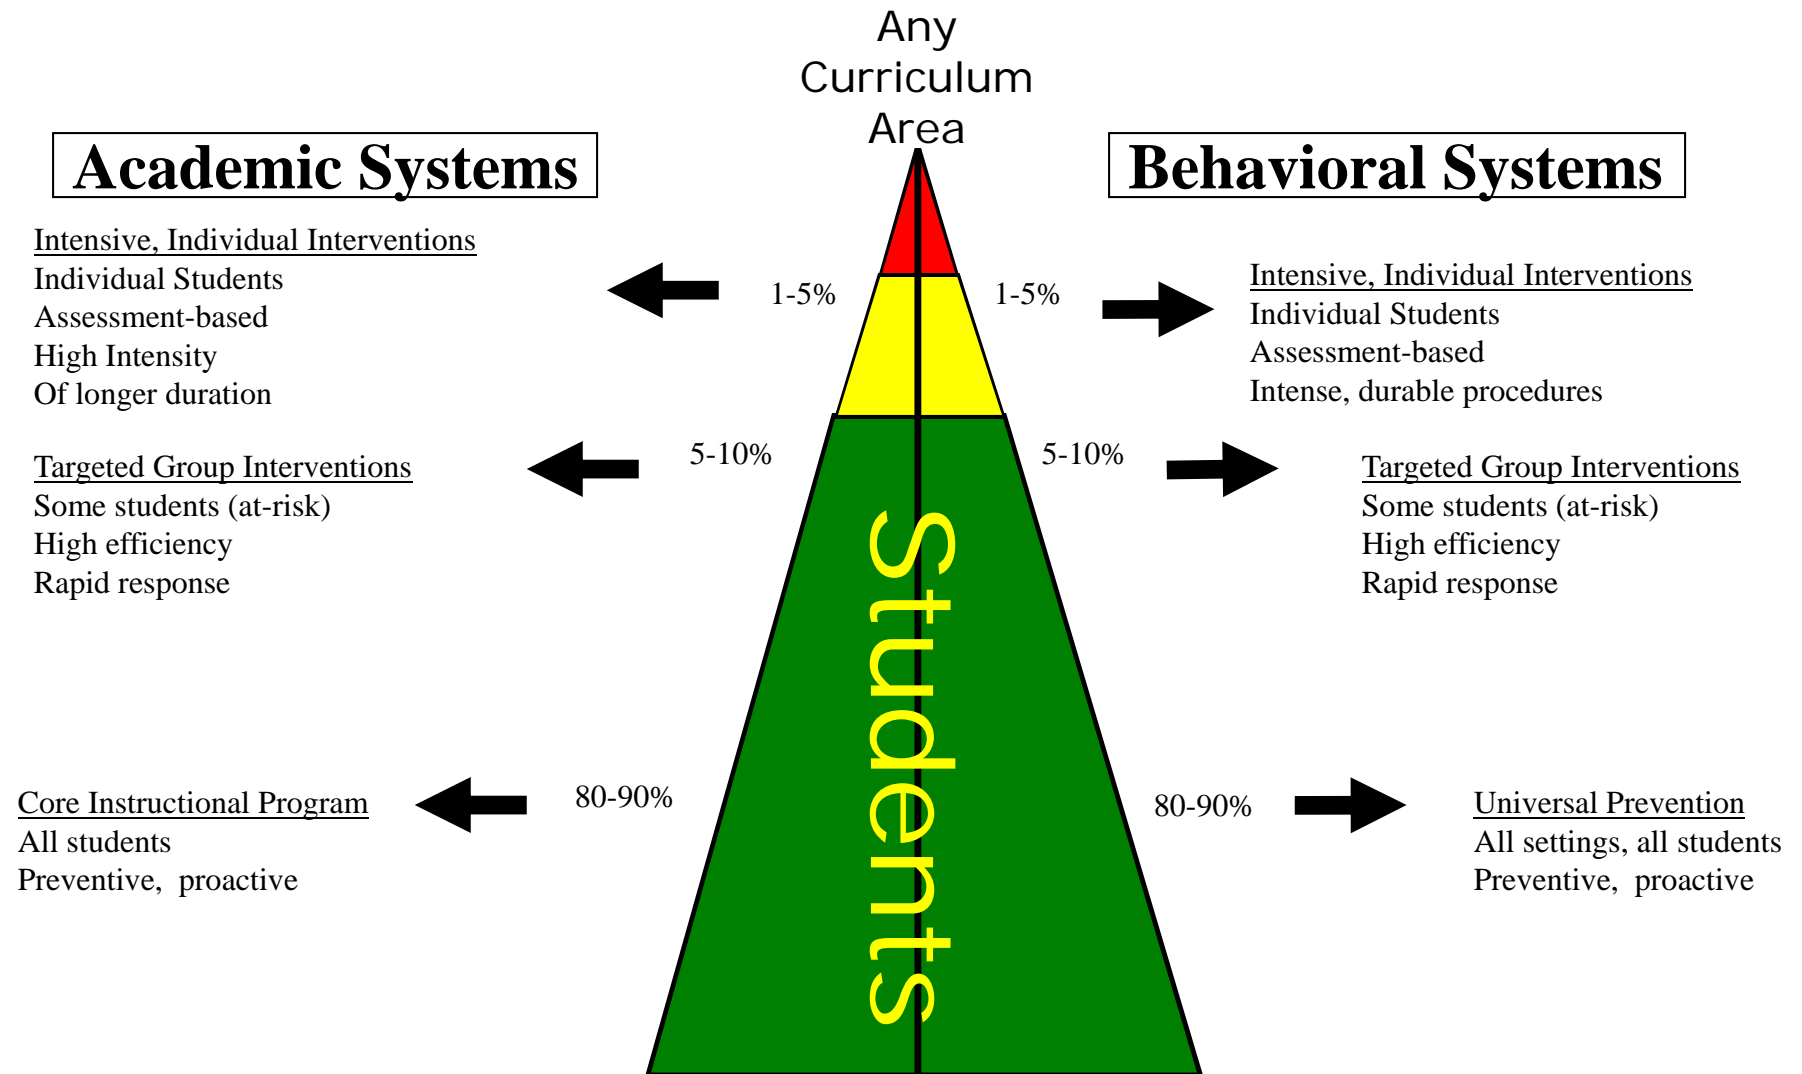 Any
Curriculum
Area
Academic Systems
Behavioral Systems
Intensive, Individual Interventions
Individual Students
Assessment-based
High Intensity
Of longer duration
1-5%
1-5%
Intensive, Individual Interventions
Individual Students
Assessment-based
Intense, durable procedures
Targeted Group Interventions
Some students (at-risk)
High efficiency
Rapid response
5-10%
5-10%
Targeted Group Interventions
Some students (at-risk)
High efficiency
Rapid response
Students
Core Instructional Program
All students
Preventive,  proactive
80-90%
80-90%
Universal Prevention
All settings, all students
Preventive,  proactive